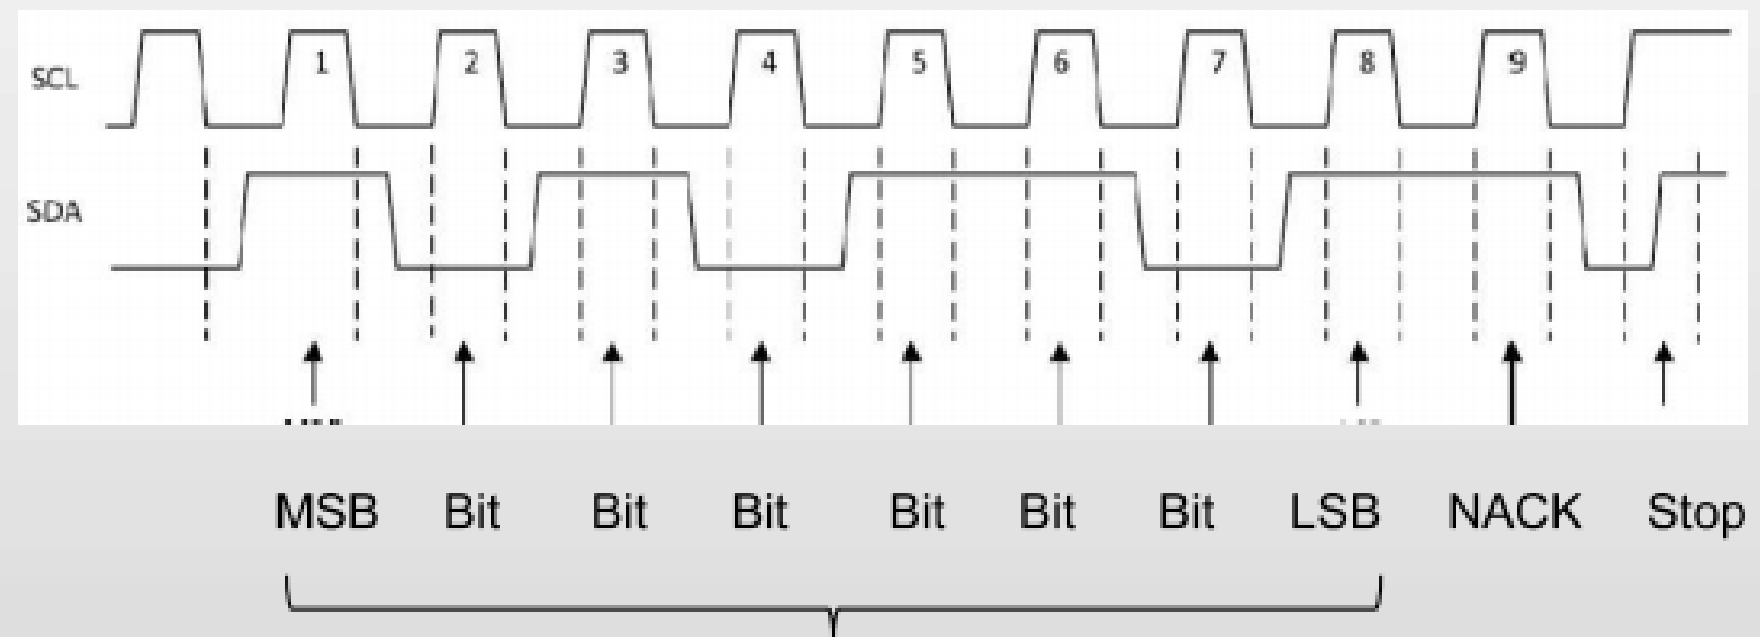 SCL 1 2 3 4 5 6 7 8 9
SDA
MSB Bit Bit Bit Bit Bit Bit LSB NACK Stop